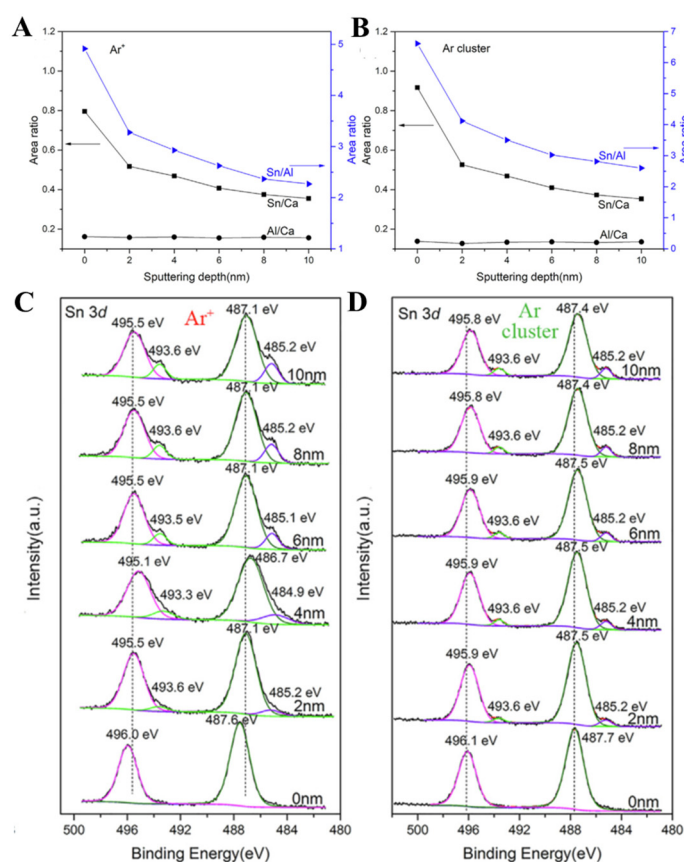 A
Ar⁺
Area ratio
Area ratio
1.2
1.0
0.8
0.6
0.4
0.2
5
4
3
2
1
Sn/Al
Sn/Ca
Al/Ca
0 2 4 6 8 10
Sputtering depth(nm)
B
Ar cluster
Area ratio
Area ratio
1.2
1.0
0.8
0.6
0.4
0.2
7
6
5
4
3
2
1
0
Sn/Al
Sn/Ca
Al/Ca
0 2 4 6 8 10
Sputtering depth(nm)
C
Sn 3d
Ar⁺
Intensity(a.u.)
495.5 eV 493.6 eV 487.1 eV 485.2 eV 10nm
495.5 eV 493.6 eV 487.1 eV 485.2 eV 8nm
495.5 eV 493.5 eV 487.1 eV 485.1 eV 6nm
495.1 eV 493.3 eV 486.7 eV 484.9 eV 4nm
495.5 eV 493.6 eV 487.1 eV 485.2 eV 2nm
496.0 eV 487.6 eV 0nm
500 496 492 488 484 480
Binding Energy(eV)
D
Sn 3d
Ar
cluster
Intensity(a.u.)
495.8 eV 493.6 eV 487.4 eV 485.2 eV 10nm
495.8 eV 493.6 eV 487.4 eV 485.2 eV 8nm
495.9 eV 493.6 eV 487.5 eV 485.2 eV 6nm
495.9 eV 493.6 eV 487.5 eV 485.2 eV 4nm
495.9 eV 493.6 eV 487.5 eV 485.2 eV 2nm
496.1 eV 487.7 eV 0nm
500 496 492 488 484 480
Binding Energy(eV)